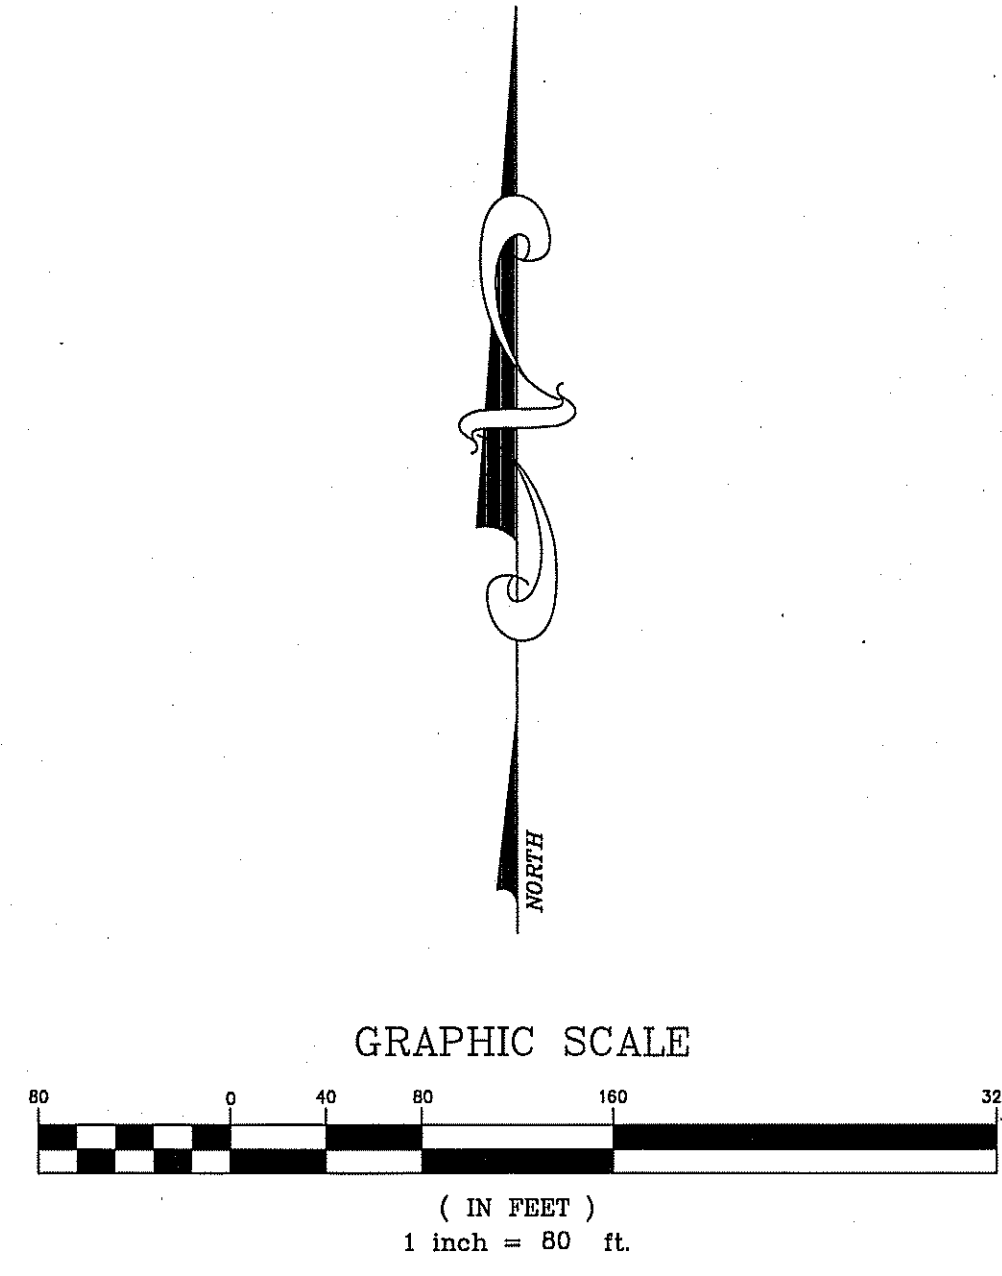 NORTH
GRAPHIC SCALE
80 0 40 80 160 32
( IN FEET )
1 inch = 80 ft.